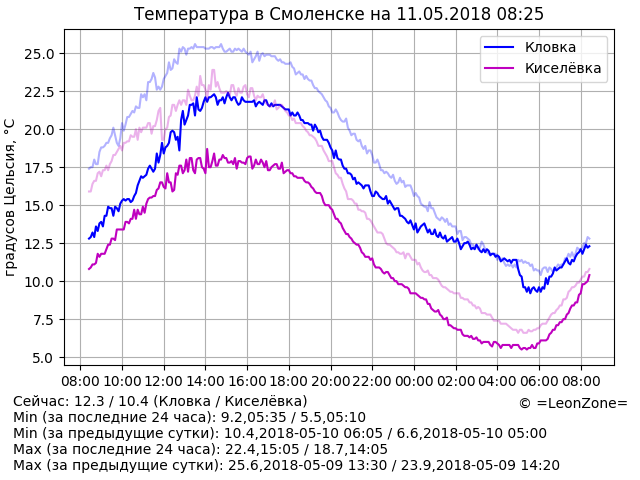 Температура в Смоленске на 11.05.2018 08:25
градусов Цельсия, °C
25.0
22.5
20.0
17.5
15.0
12.5
10.0
7.5
5.0
Кловка
Киселёвка
08:00 10:00 12:00 14:00 16:00 18:00 20:00 22:00 00:00 02:00 04:00 06:00 08:00
Сейчас: 12.3 / 10.4 (Кловка / Киселёвка)
© =LeonZone=
Min (за последние 24 часа): 9.2,05:35 / 5.5,05:10
Min (за предыдущие сутки): 10.4,2018-05-10 06:05 / 6.6,2018-05-10 05:00
Max (за последние 24 часа): 22.4,15:05 / 18.7,14:05
Max (за предыдущие сутки): 25.6,2018-05-09 13:30 / 23.9,2018-05-09 14:20